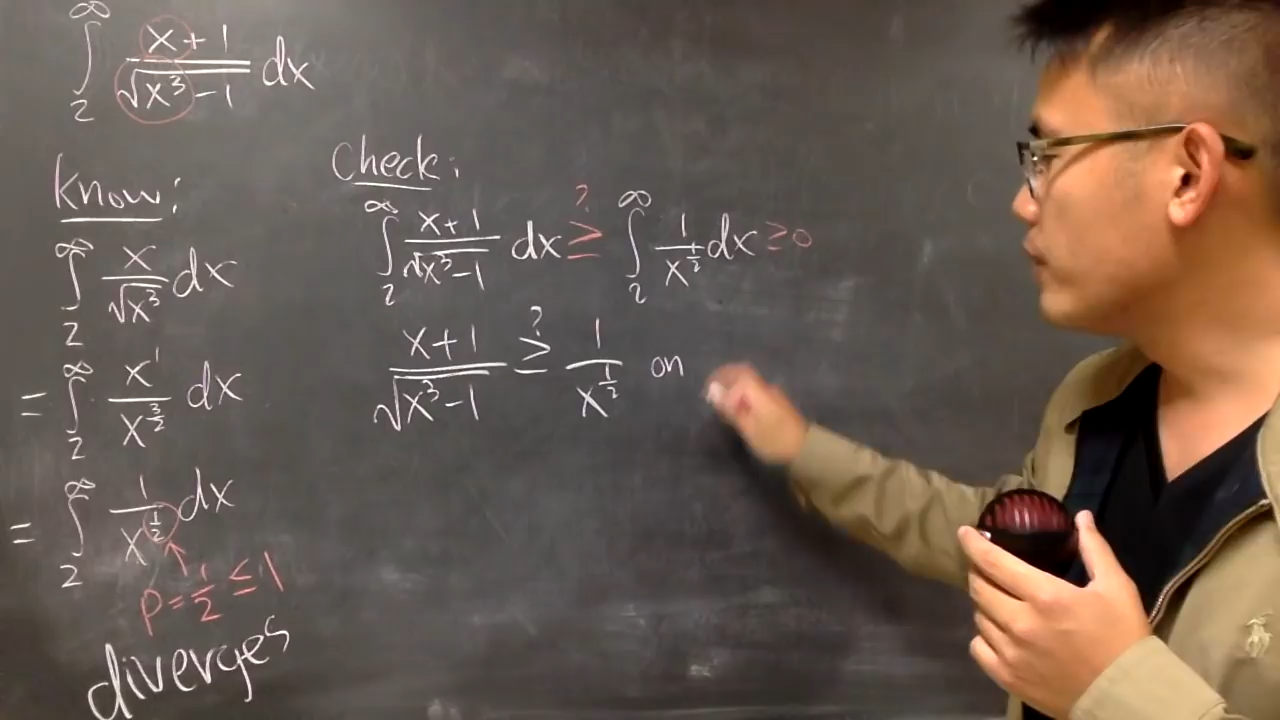 ∫₂^∞ (x+1)/(√x³-1) dx
Know:
∫₂^∞ x/√x³ dx
= ∫₂^∞ x¹/x^(3/2) dx
= ∫₂^∞ 1/x^(1/2) dx
p = 1/2 ≤ 1
diverges
Check:
∫₂^∞ (x+1)/√(x³-1) dx ≥? ∫₂^∞ 1/x^(1/2) dx ≥ 0
(x+1)/√(x³-1) ≥? 1/x^(1/2) on